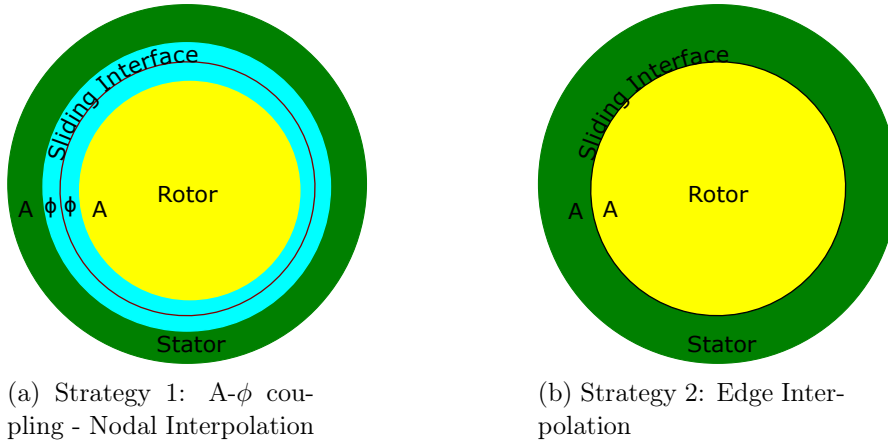 Sliding Interface
Rotor
A ϕ ϕ A
Stator
(a) Strategy 1: A-ϕ cou-
pling - Nodal Interpolation
Sliding Interface
Rotor
A A
Stator
(b) Strategy 2: Edge Inter-
polation